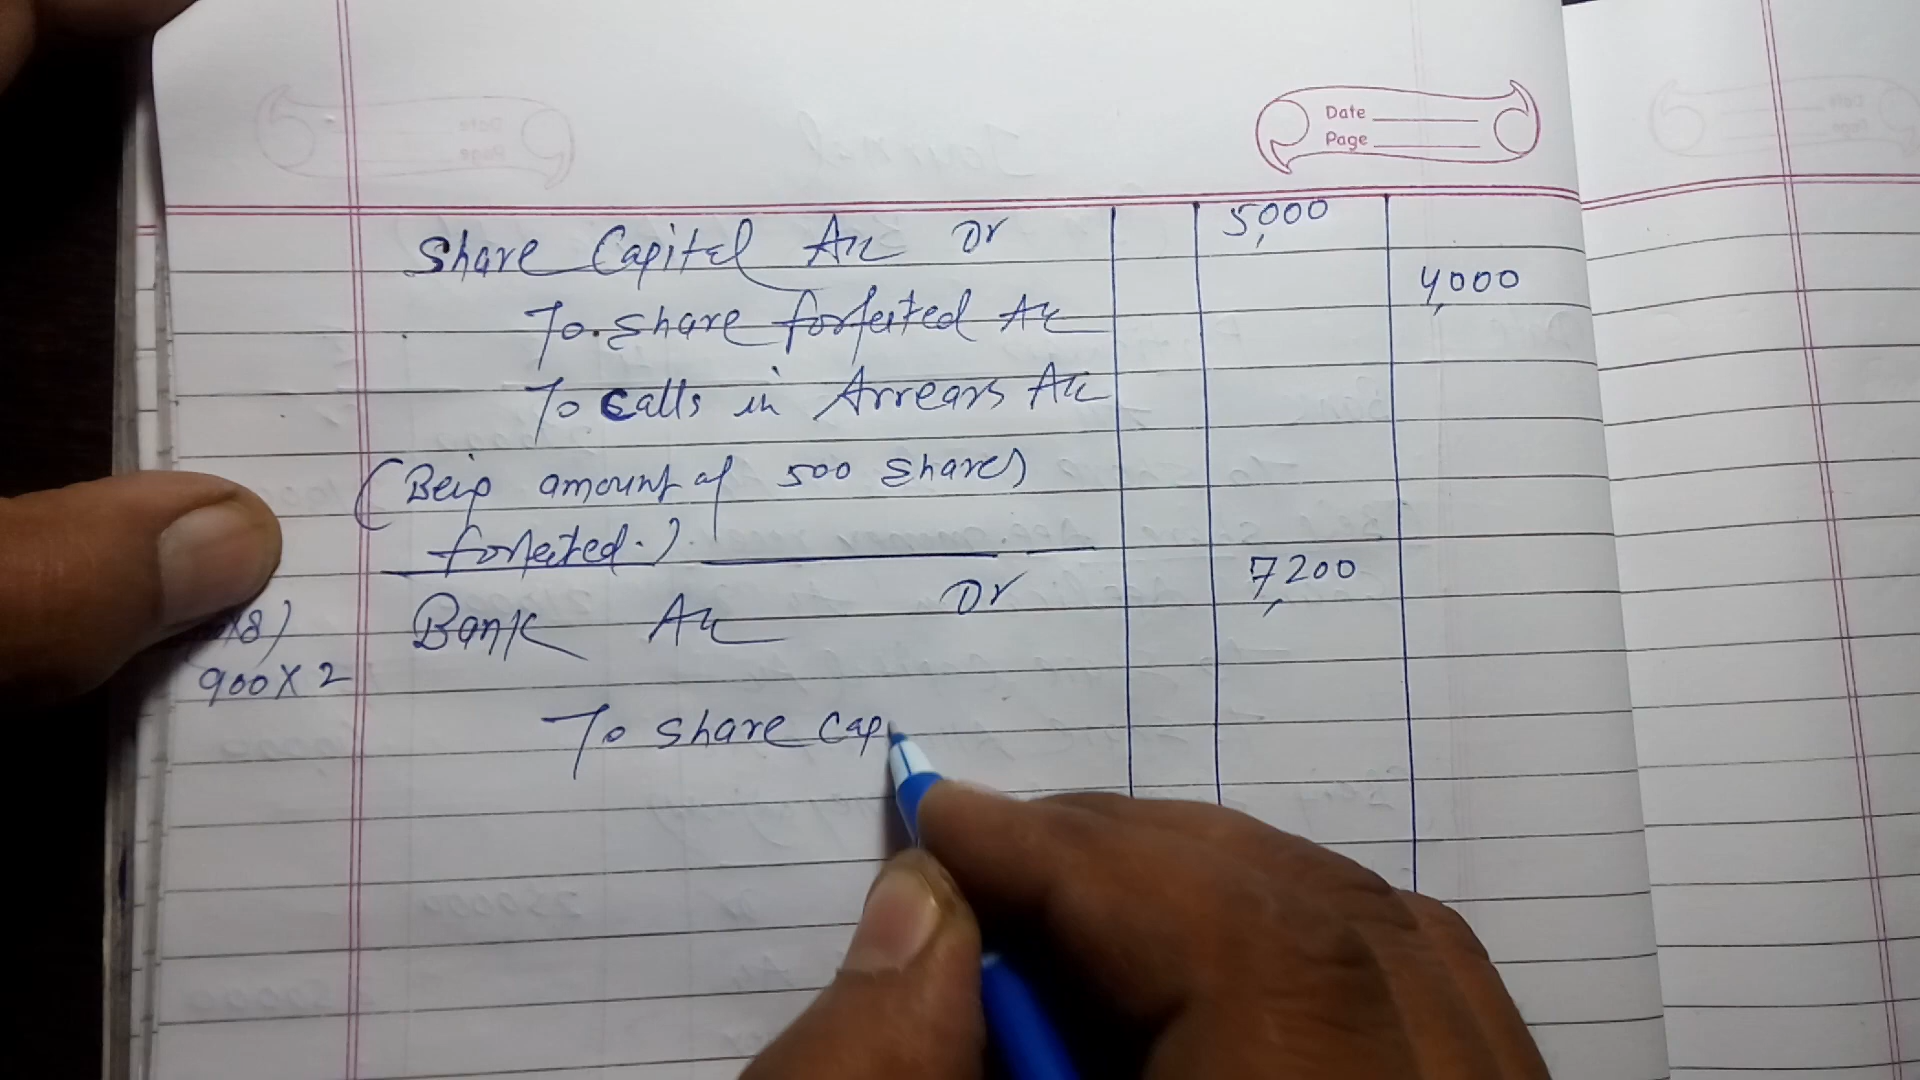 Date
Page
Share Capital A/c Dr 5,000
To share forfeited A/c 4,000
To calls in Arrears A/c
(Being amount of 500 shares
forfeited.)
Bank A/c Dr 7,200
×8)
900×2
To share Cap